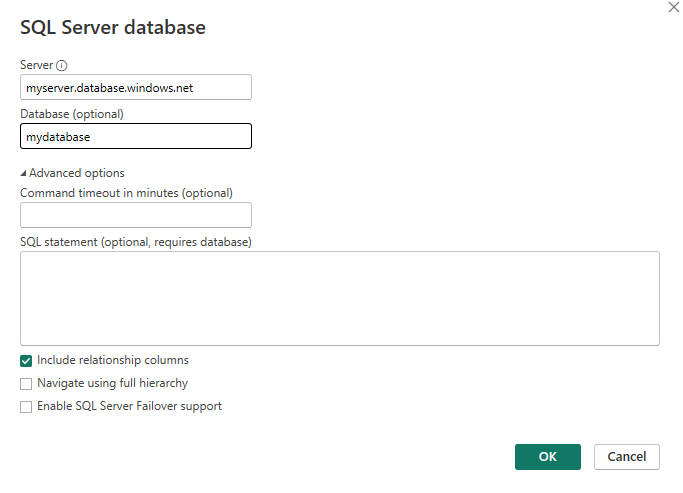 SQL Server database
Server
myserver.database.windows.net
Database (optional)
mydatabase
Advanced options
Command timeout in minutes (optional)
SQL statement (optional, requires database)
Include relationship columns
Navigate using full hierarchy
Enable SQL Server Failover support
OK Cancel